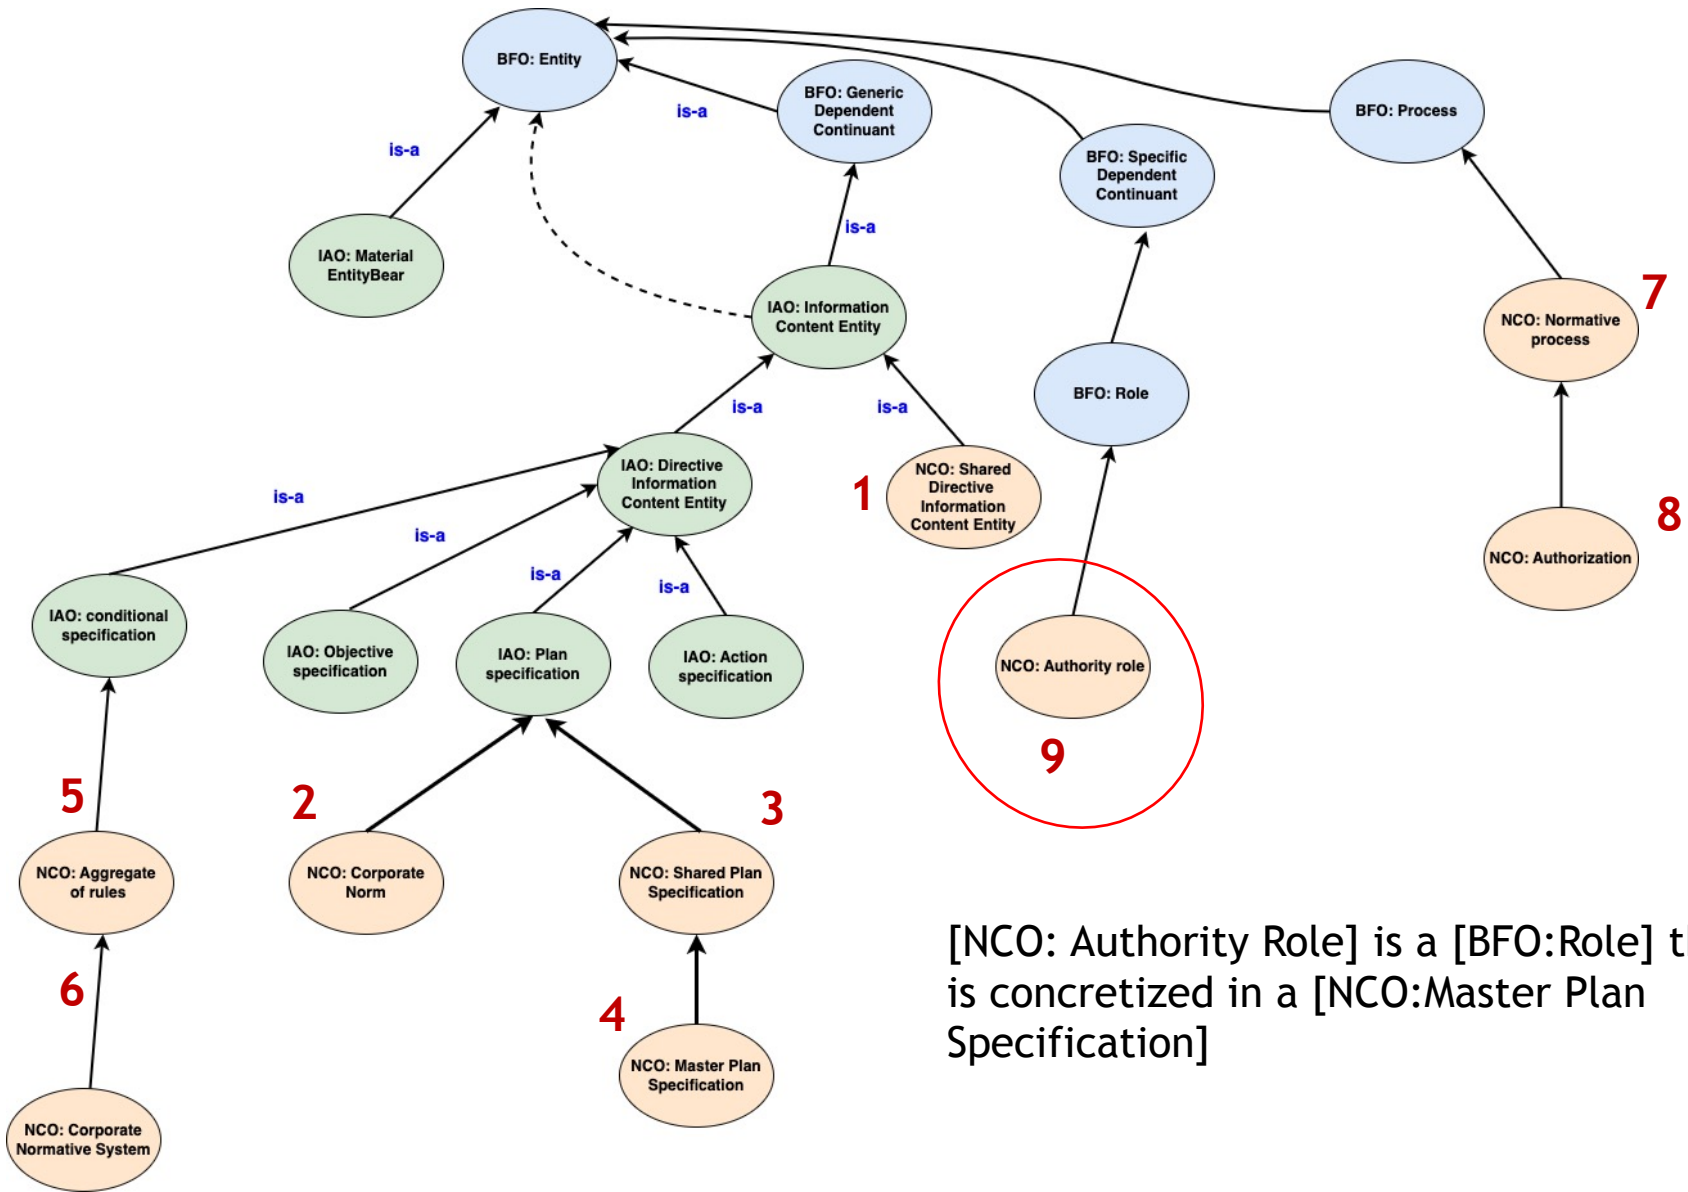 BFO: Entity
BFO: Generic
Dependent
Continuant
BFO: Process
is-a
is-a
BFO: Specific
Dependent
Continuant
is-a
IAO: Material
EntityBear
IAO: Information
Content Entity
7
NCO: Normative
process
BFO: Role
is-a
is-a
IAO: Directive
Information
Content Entity
1
NCO: Shared
Directive
Information
Content Entity
is-a
is-a
8
NCO: Authorization
is-a
is-a
IAO: conditional
specification
IAO: Objective
specification
IAO: Plan
specification
IAO: Action
specification
NCO: Authority role
9
5
2
3
NCO: Aggregate
of rules
NCO: Corporate
Norm
NCO: Shared Plan
Specification
6
4
NCO: Master Plan
Specification
NCO: Corporate
Normative System
[NCO: Authority Role] is a [BFO:Role]
is concretized in a [NCO:Master Plan
Specification]